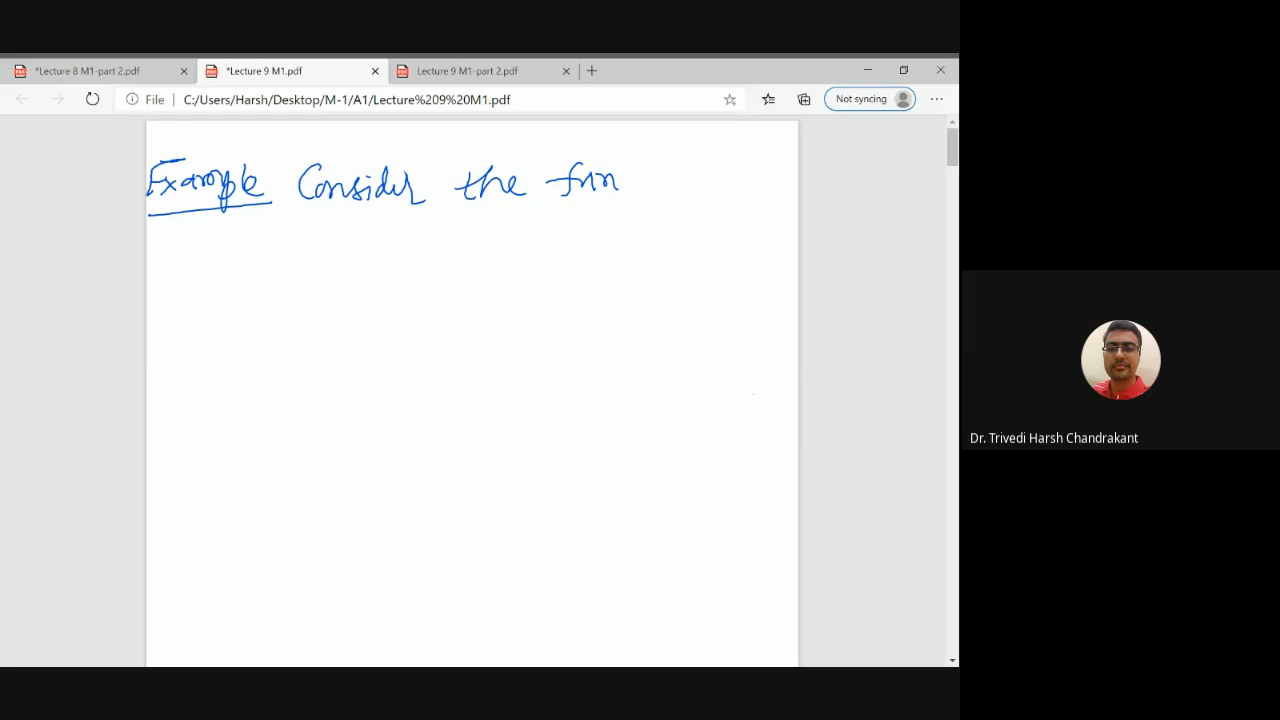 *Lecture 8 M1-part 2.pdf
*Lecture 9 M1.pdf
Lecture 9 M1-part 2.pdf
File
C:/Users/Harsh/Desktop/M-1/A1/Lecture%209%20M1.pdf
Not syncing
Example Consider the fun
Dr. Trivedi Harsh Chandrakant